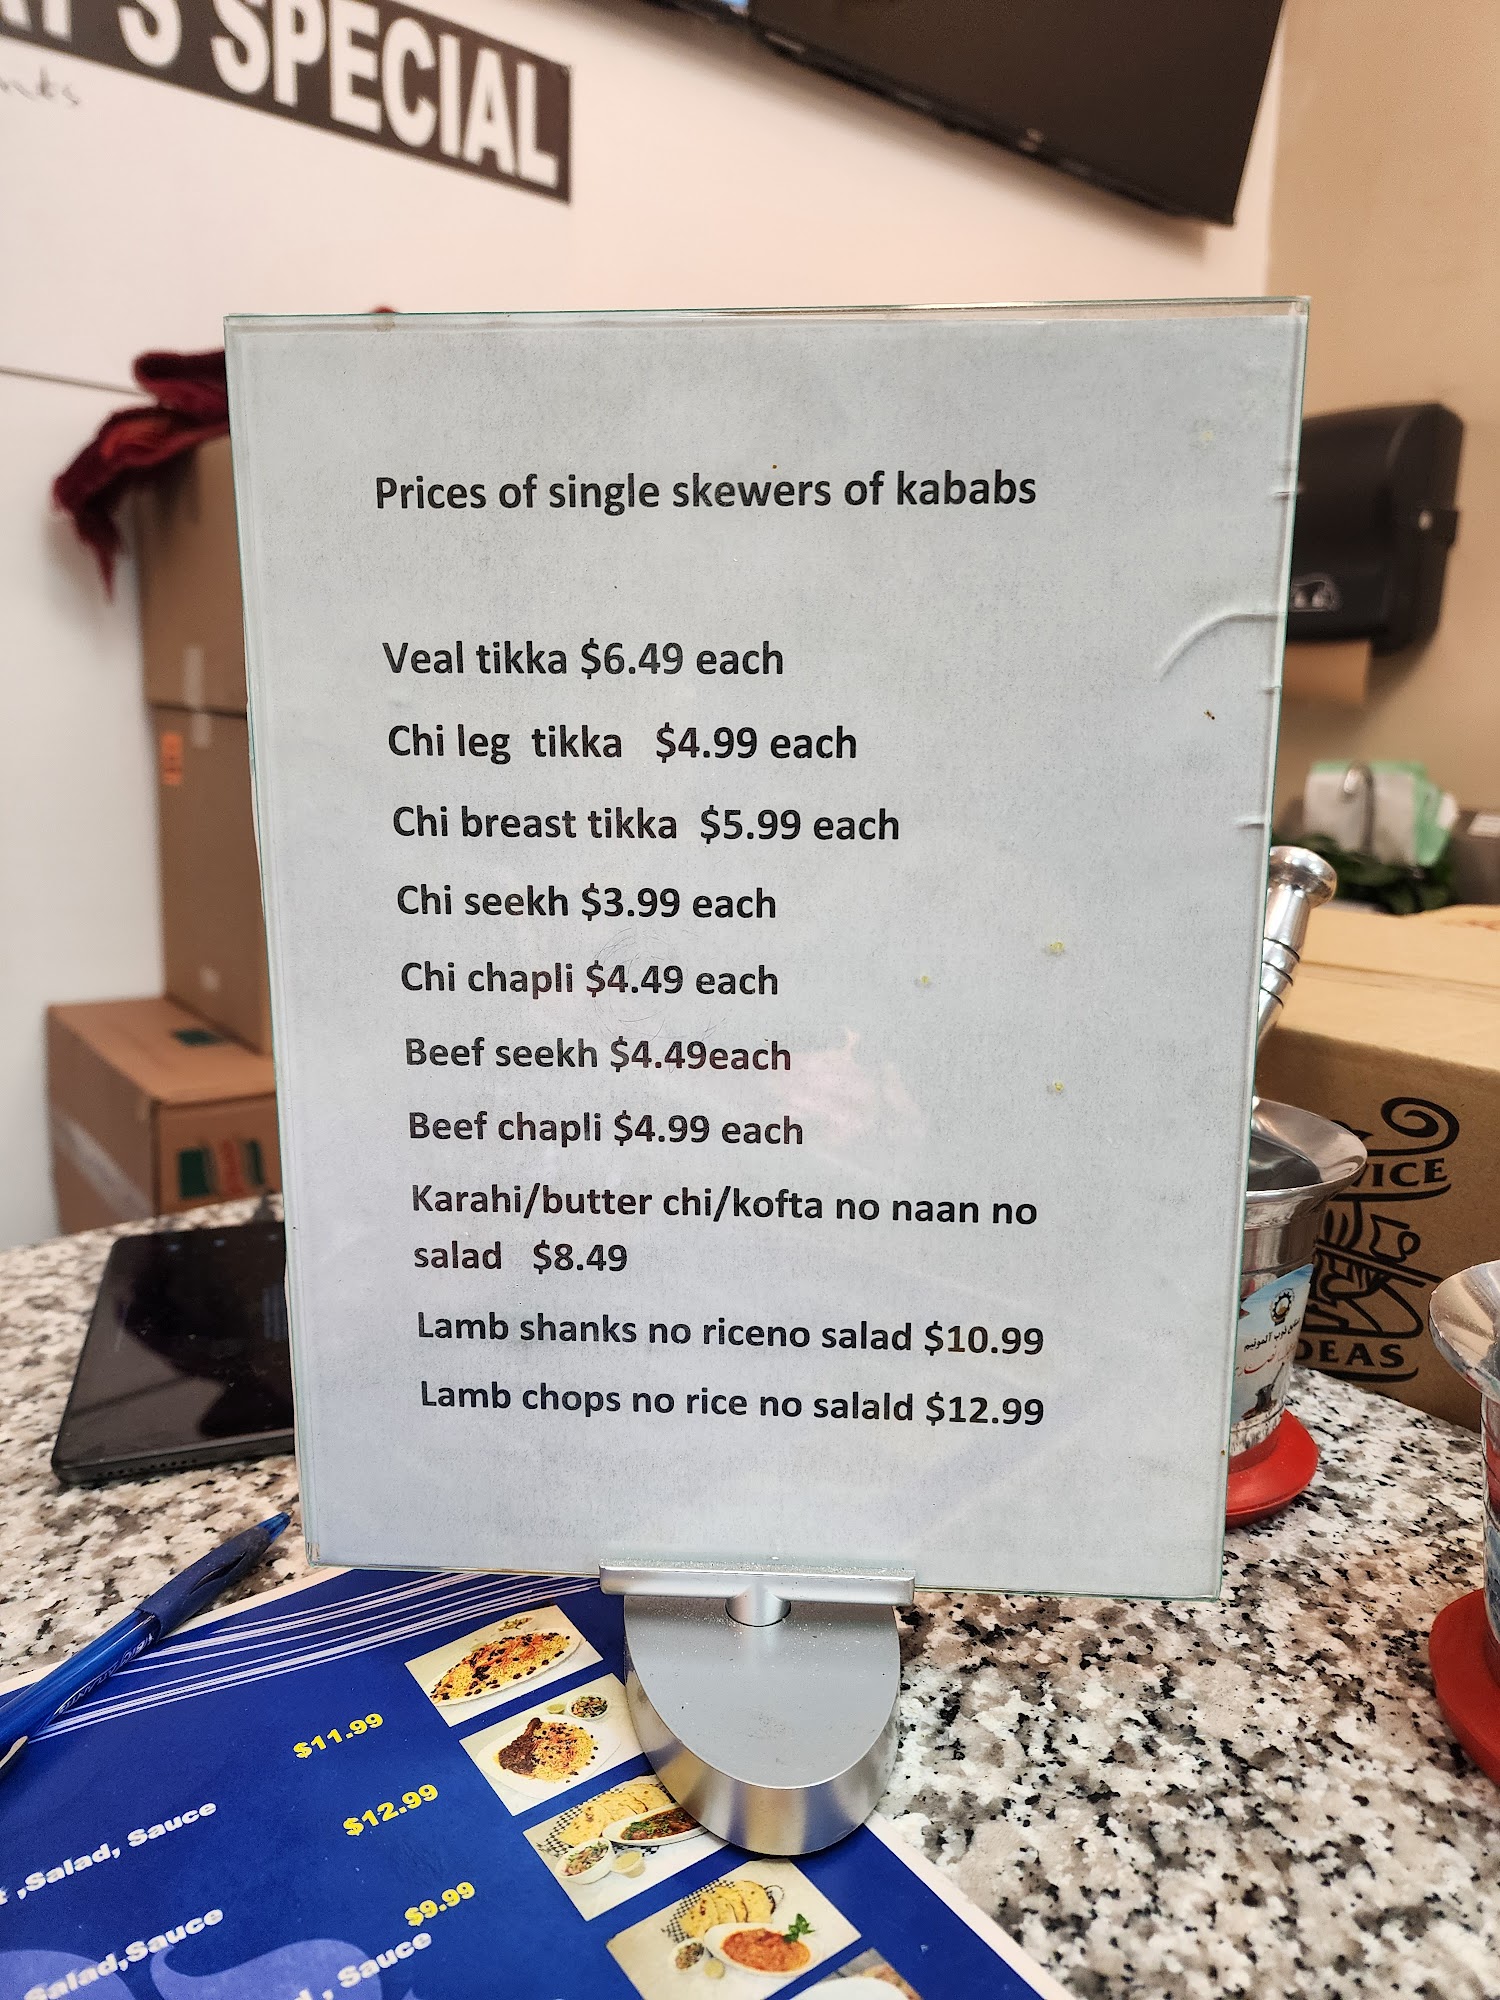 'S SPECIAL
Prices of single skewers of kababs
Veal tikka $6.49 each
Chi leg tikka $4.99 each
Chi breast tikka $5.99 each
Chi seekh $3.99 each
Chi chapli $4.49 each
Beef seekh $4.49each
Beef chapli $4.99 each
Karahi/butter chi/kofta no naan no
salad $8.49
Lamb shanks no riceno salad $10.99
Lamb chops no rice no salald $12.99
VICE
IDEAS
$11.99
,Salad, Sauce $12.99
Salad,Sauce $9.99
, Sauce